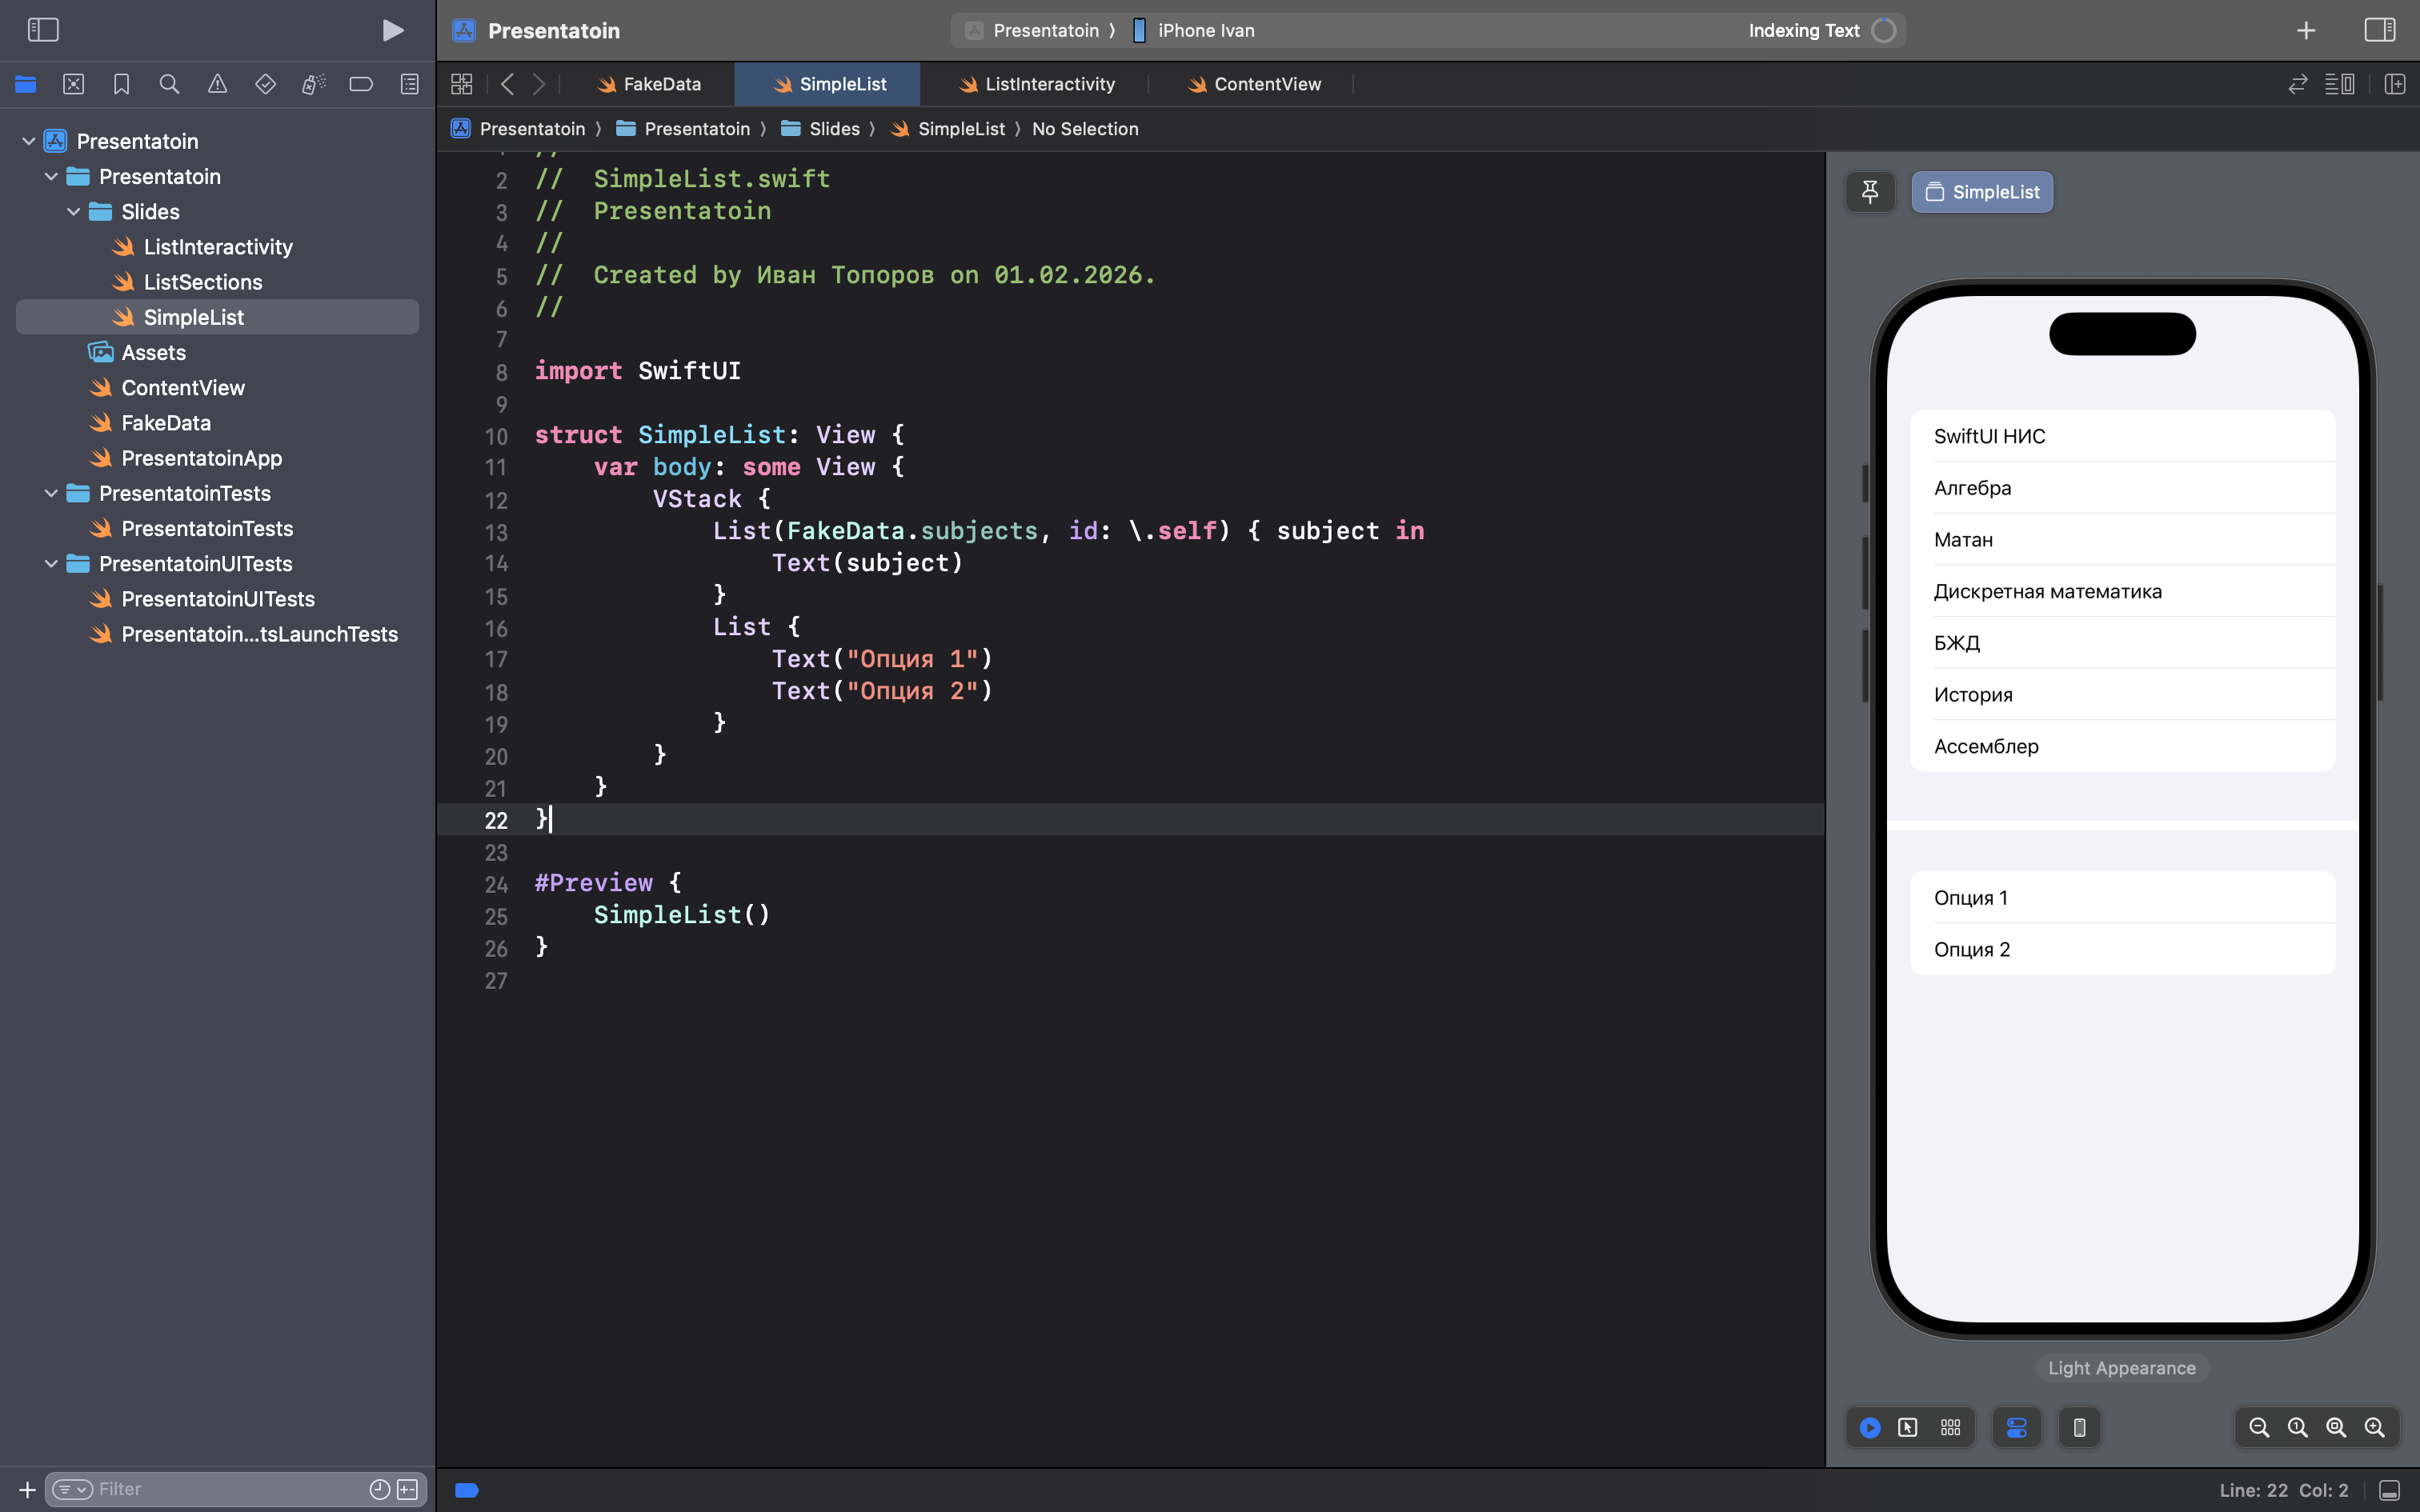 Presentatoin
Presentatoin 〉 iPhone Ivan
Indexing Text
FakeData
SimpleList
ListInteractivity
ContentView
Presentatoin 〉 Presentatoin 〉 Slides 〉 SimpleList 〉 No Selection
Presentatoin
Presentatoin
Slides
ListInteractivity
ListSections
SimpleList
Assets
ContentView
FakeData
PresentatoinApp
PresentatoinTests
PresentatoinTests
PresentatoinUITests
PresentatoinUITests
Presentatoin...tsLaunchTests
Filter
2 //  SimpleList.swift
3 //  Presentatoin
4 //
5 //  Created by Иван Топоров on 01.02.2026.
6 //
7
8 import SwiftUI
9
10 struct SimpleList: View {
11     var body: some View {
12         VStack {
13             List(FakeData.subjects, id: \.self) { subject in
14                 Text(subject)
15             }
16             List {
17                 Text("Опция 1")
18                 Text("Опция 2")
19             }
20         }
21     }
22 }
23
24 #Preview {
25     SimpleList()
26 }
27
SimpleList
SwiftUI НИС
Алгебра
Матан
Дискретная математика
БЖД
История
Ассемблер
Опция 1
Опция 2
Light Appearance
Line: 22 Col: 2